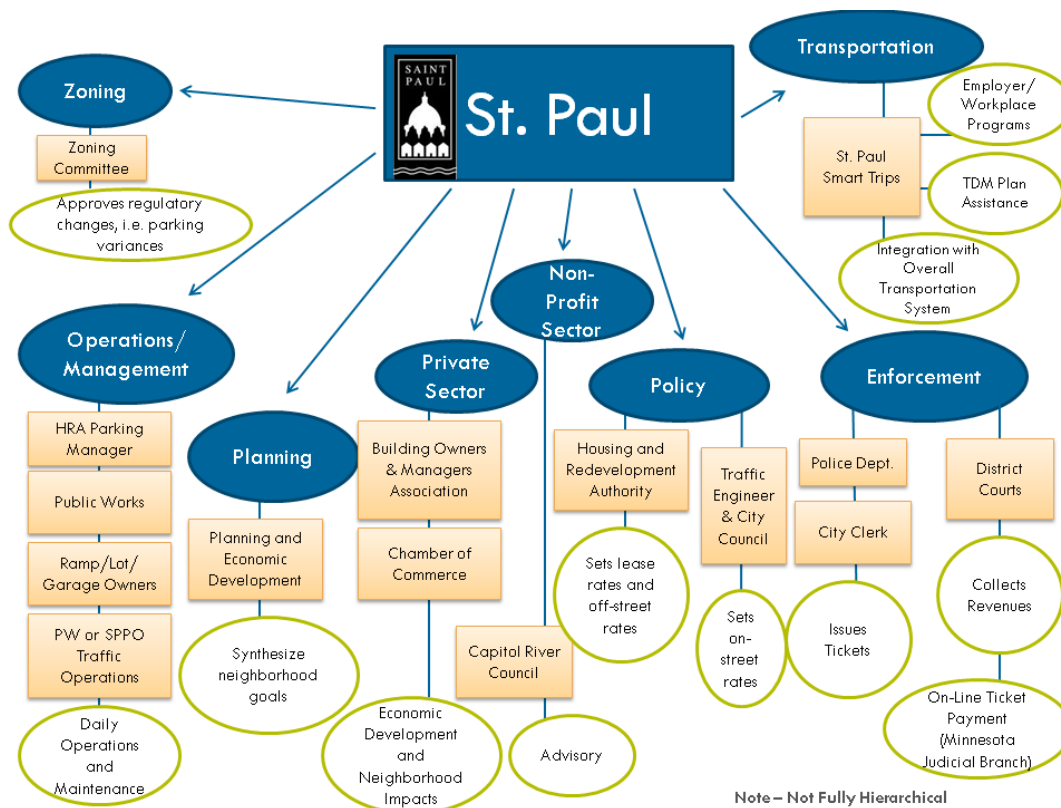 SAINT
PAUL
St. Paul
Transportation
Employer/
Workplace
Programs
St. Paul
Smart Trips
TDM Plan
Assistance
Integration with
Overall
Transportation
System
Zoning
Zoning
Committee
Approves regulatory
changes, i.e. parking
variances
Operations/
Management
HRA Parking
Manager
Public Works
Ramp/Lot/
Garage Owners
PW or SPPO
Traffic
Operations
Daily
Operations
and
Maintenance
Planning
Planning and
Economic
Development
Synthesize
neighborhood
goals
Private
Sector
Building Owners
& Managers
Association
Chamber of
Commerce
Economic
Development
and
Neighborhood
Impacts
Non-
Profit
Sector
Capitol River
Council
Advisory
Policy
Housing and
Redevelopment
Authority
Sets lease
rates and
off-street
rates
Traffic
Engineer
& City
Council
Sets
on-
street
rates
Enforcement
Police Dept.
City Clerk
Issues
Tickets
District
Courts
Collects
Revenues
On-Line Ticket
Payment
(Minnesota
Judicial Branch)
Note – Not Fully Hierarchical